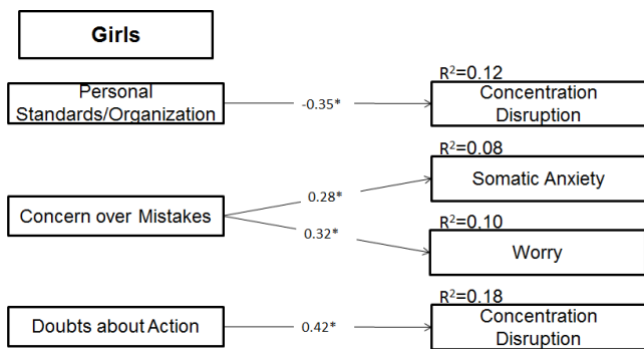 Girls
Personal
Standards/Organization
-0.35*
R²=0.12
Concentration
Disruption
Concern over Mistakes
0.28*
R²=0.08
Somatic Anxiety
0.32*
R²=0.10
Worry
Doubts about Action
0.42*
R²=0.18
Concentration
Disruption